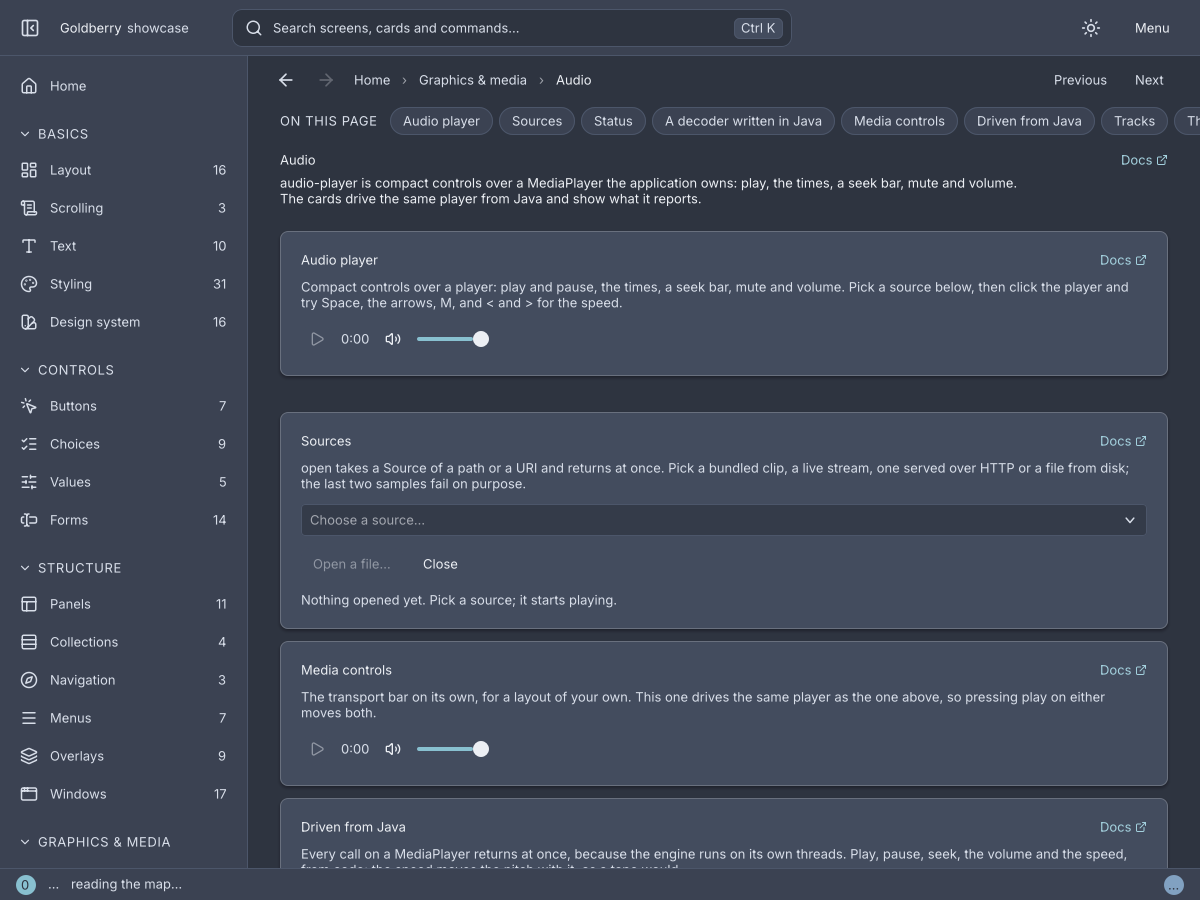 Goldberry showcase
Search screens, cards and commands...
Ctrl K
Menu
Home
BASICS
Layout 16
Scrolling 3
Text 10
Styling 31
Design system 16
CONTROLS
Buttons 7
Choices 9
Values 5
Forms 14
STRUCTURE
Panels 11
Collections 4
Navigation 3
Menus 7
Overlays 9
Windows 17
GRAPHICS & MEDIA
Home › Graphics & media › Audio
Previous
Next
ON THIS PAGE
Audio player
Sources
Status
A decoder written in Java
Media controls
Driven from Java
Tracks
Audio
Docs
audio-player is compact controls over a MediaPlayer the application owns: play, the times, a seek bar, mute and volume.
The cards drive the same player from Java and show what it reports.
Audio player
Docs
Compact controls over a player: play and pause, the times, a seek bar, mute and volume. Pick a source below, then click the player and
try Space, the arrows, M, and < and > for the speed.
0:00
Sources
Docs
open takes a Source of a path or a URI and returns at once. Pick a bundled clip, a live stream, one served over HTTP or a file from disk;
the last two samples fail on purpose.
Choose a source...
Open a file...
Close
Nothing opened yet. Pick a source; it starts playing.
Media controls
Docs
The transport bar on its own, for a layout of your own. This one drives the same player as the one above, so pressing play on either
moves both.
0:00
Driven from Java
Docs
Every call on a MediaPlayer returns at once, because the engine runs on its own threads. Play, pause, seek, the volume and the speed,
0 ... reading the map...
...